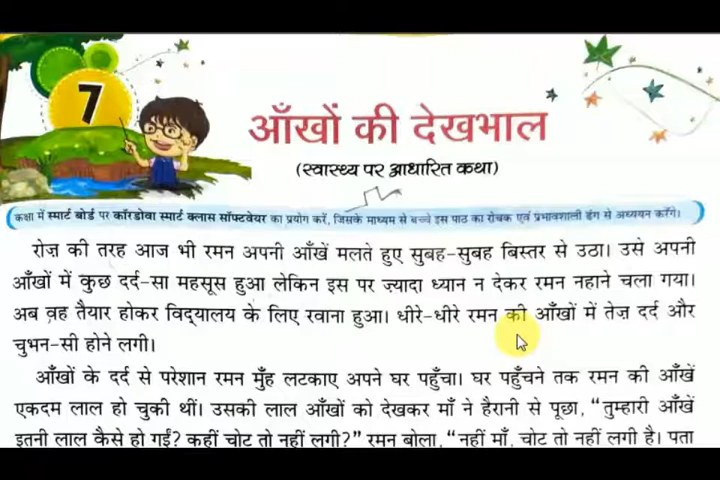 7
आँखों की देखभाल
(स्वास्थ्य पर आधारित कथा)
कक्षा में स्मार्ट बोर्ड पर कॉरडोवा स्मार्ट क्लास सॉफ्टवेयर का प्रयोग करें, जिसके माध्यम से बच्चे इस पाठ का रोचक एवं प्रभावशाली ढंग से अध्ययन करेंगे।
रोज़ की तरह आज भी रमन अपनी आँखें मलते हुए सुबह-सुबह बिस्तर से उठा। उसे अपनी
आँखों में कुछ दर्द-सा महसूस हुआ लेकिन इस पर ज़्यादा ध्यान न देकर रमन नहाने चला गया।
अब वह तैयार होकर विद्यालय के लिए रवाना हुआ। धीरे-धीरे रमन की आँखों में तेज़ दर्द और
चुभन-सी होने लगी।
आँखों के दर्द से परेशान रमन मुँह लटकाए अपने घर पहुँचा। घर पहुँचने तक रमन की आँखें
एकदम लाल हो चुकी थीं। उसकी लाल आँखों को देखकर माँ ने हैरानी से पूछा, “तुम्हारी आँखें
इतनी लाल कैसे हो गईं? कहीं चोट तो नहीं लगी?” रमन बोला, “नहीं माँ, चोट तो नहीं लगी है। पता